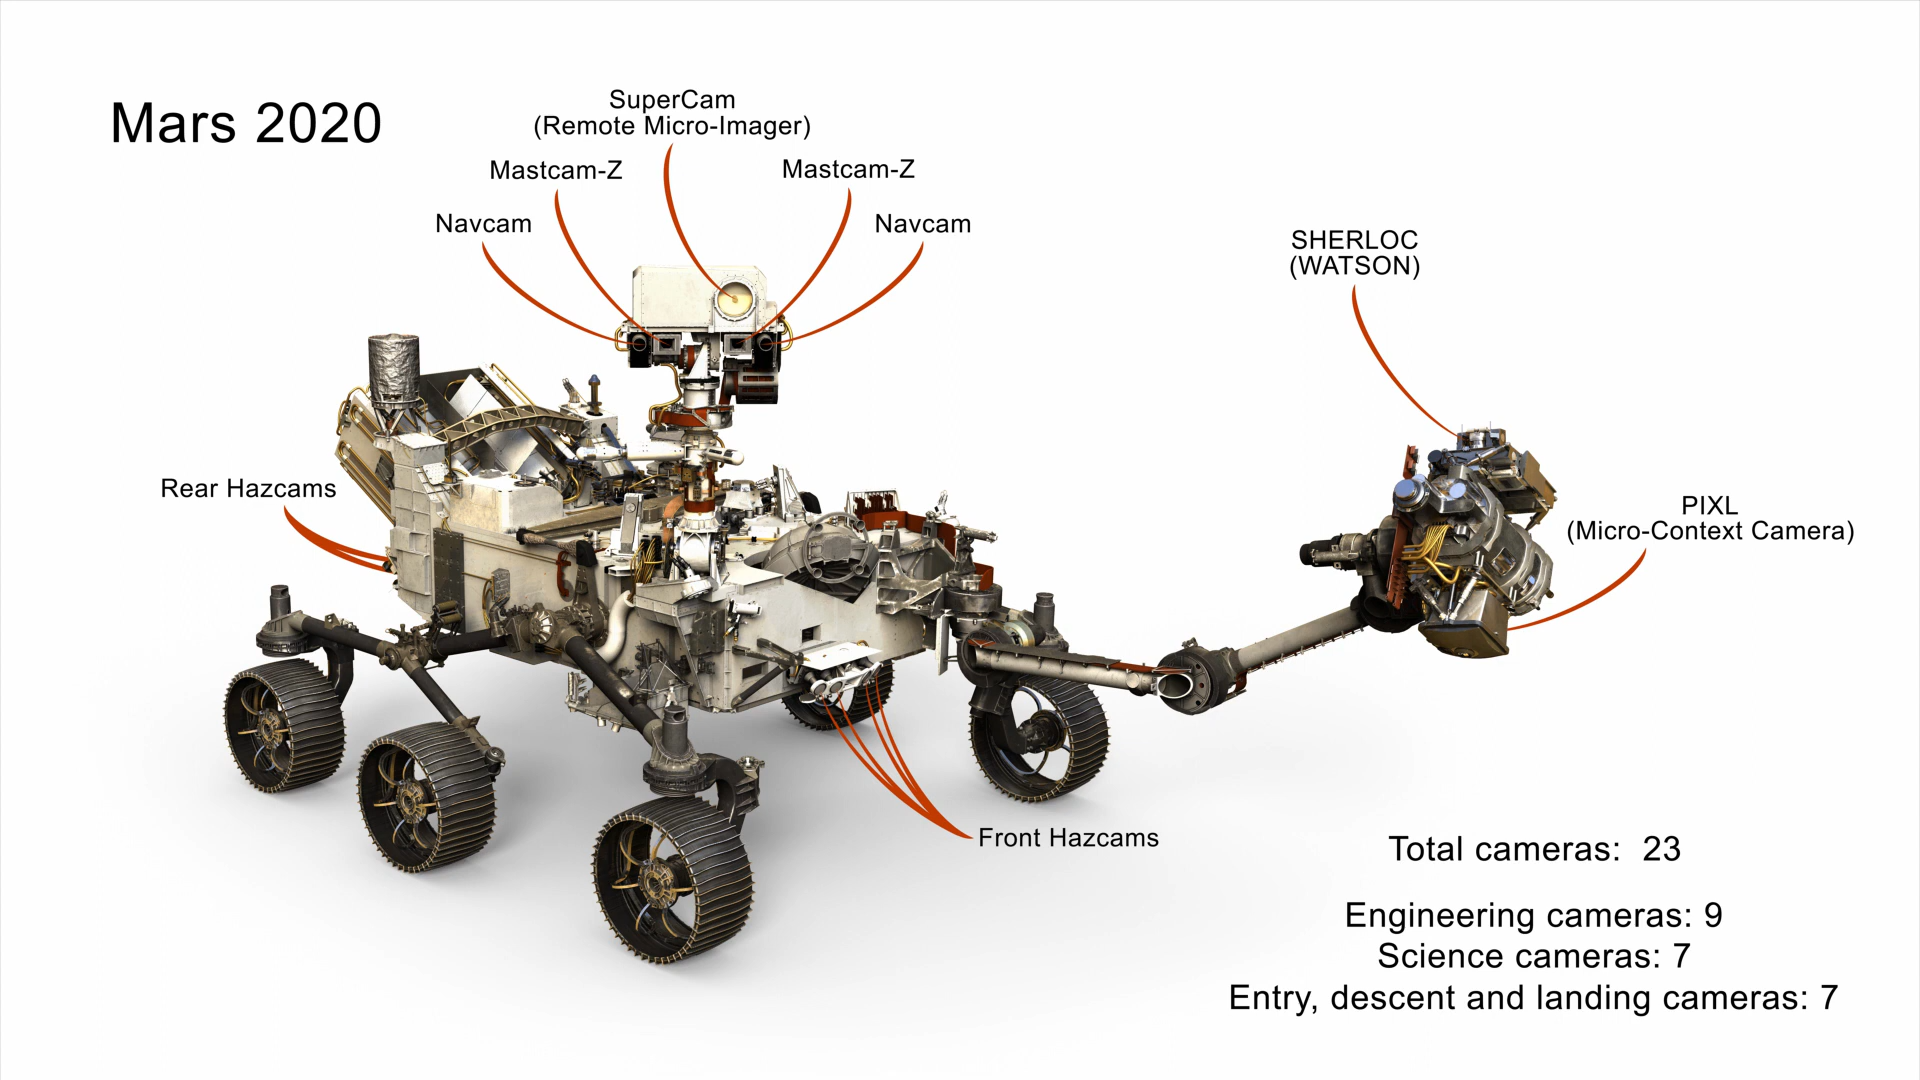 Mars 2020
SuperCam
(Remote Micro-Imager)
Mastcam-Z
Mastcam-Z
Navcam
Navcam
SHERLOC
(WATSON)
Rear Hazcams
PIXL
(Micro-Context Camera)
Front Hazcams
Total cameras: 23
Engineering cameras: 9
Science cameras: 7
Entry, descent and landing cameras: 7